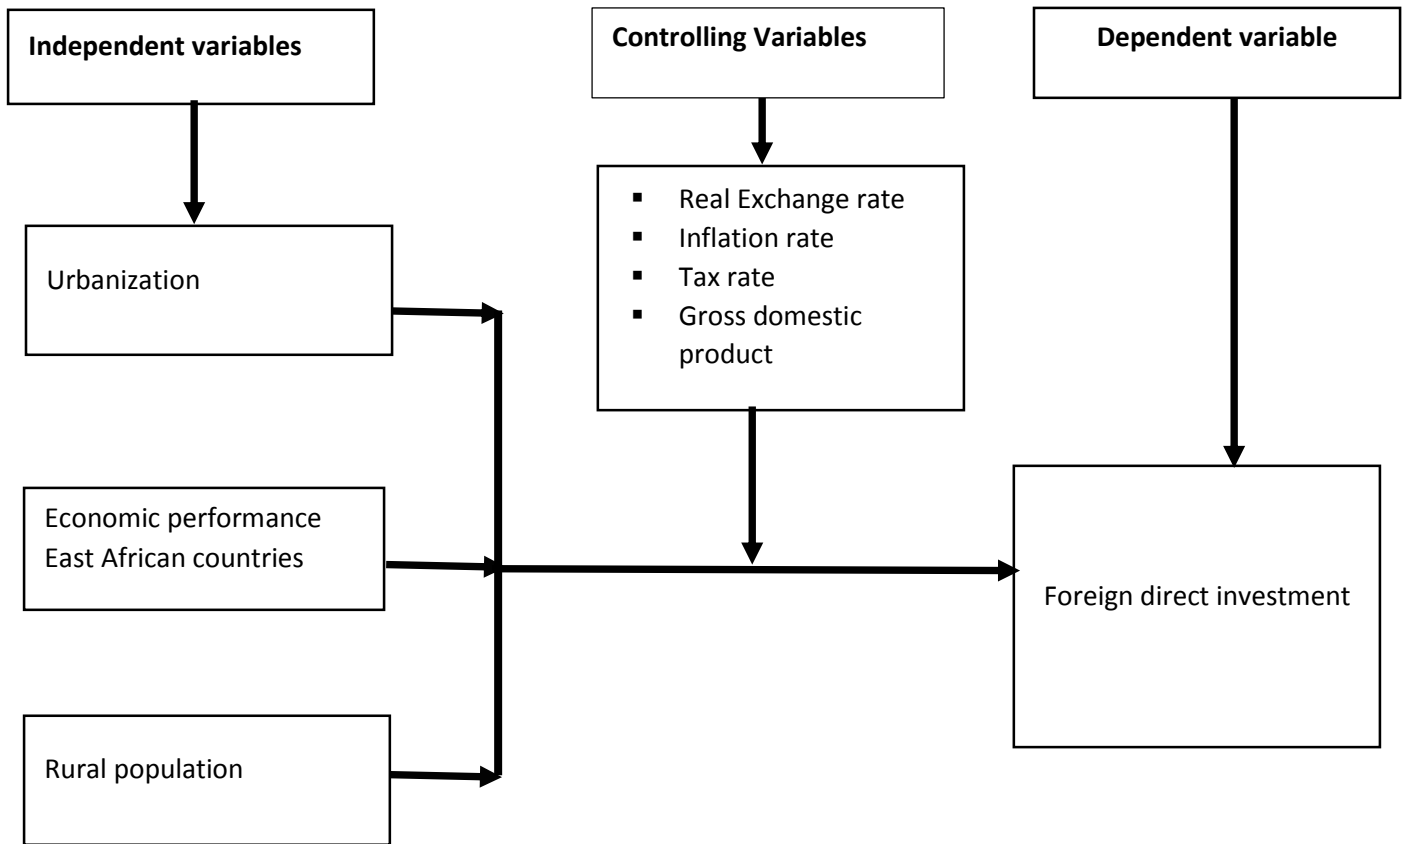 Independent variables
Controlling Variables
Dependent variable
Urbanization
▪ Real Exchange rate
▪ Inflation rate
▪ Tax rate
▪ Gross domestic
product
Economic performance
East African countries
Foreign direct investment
Rural population